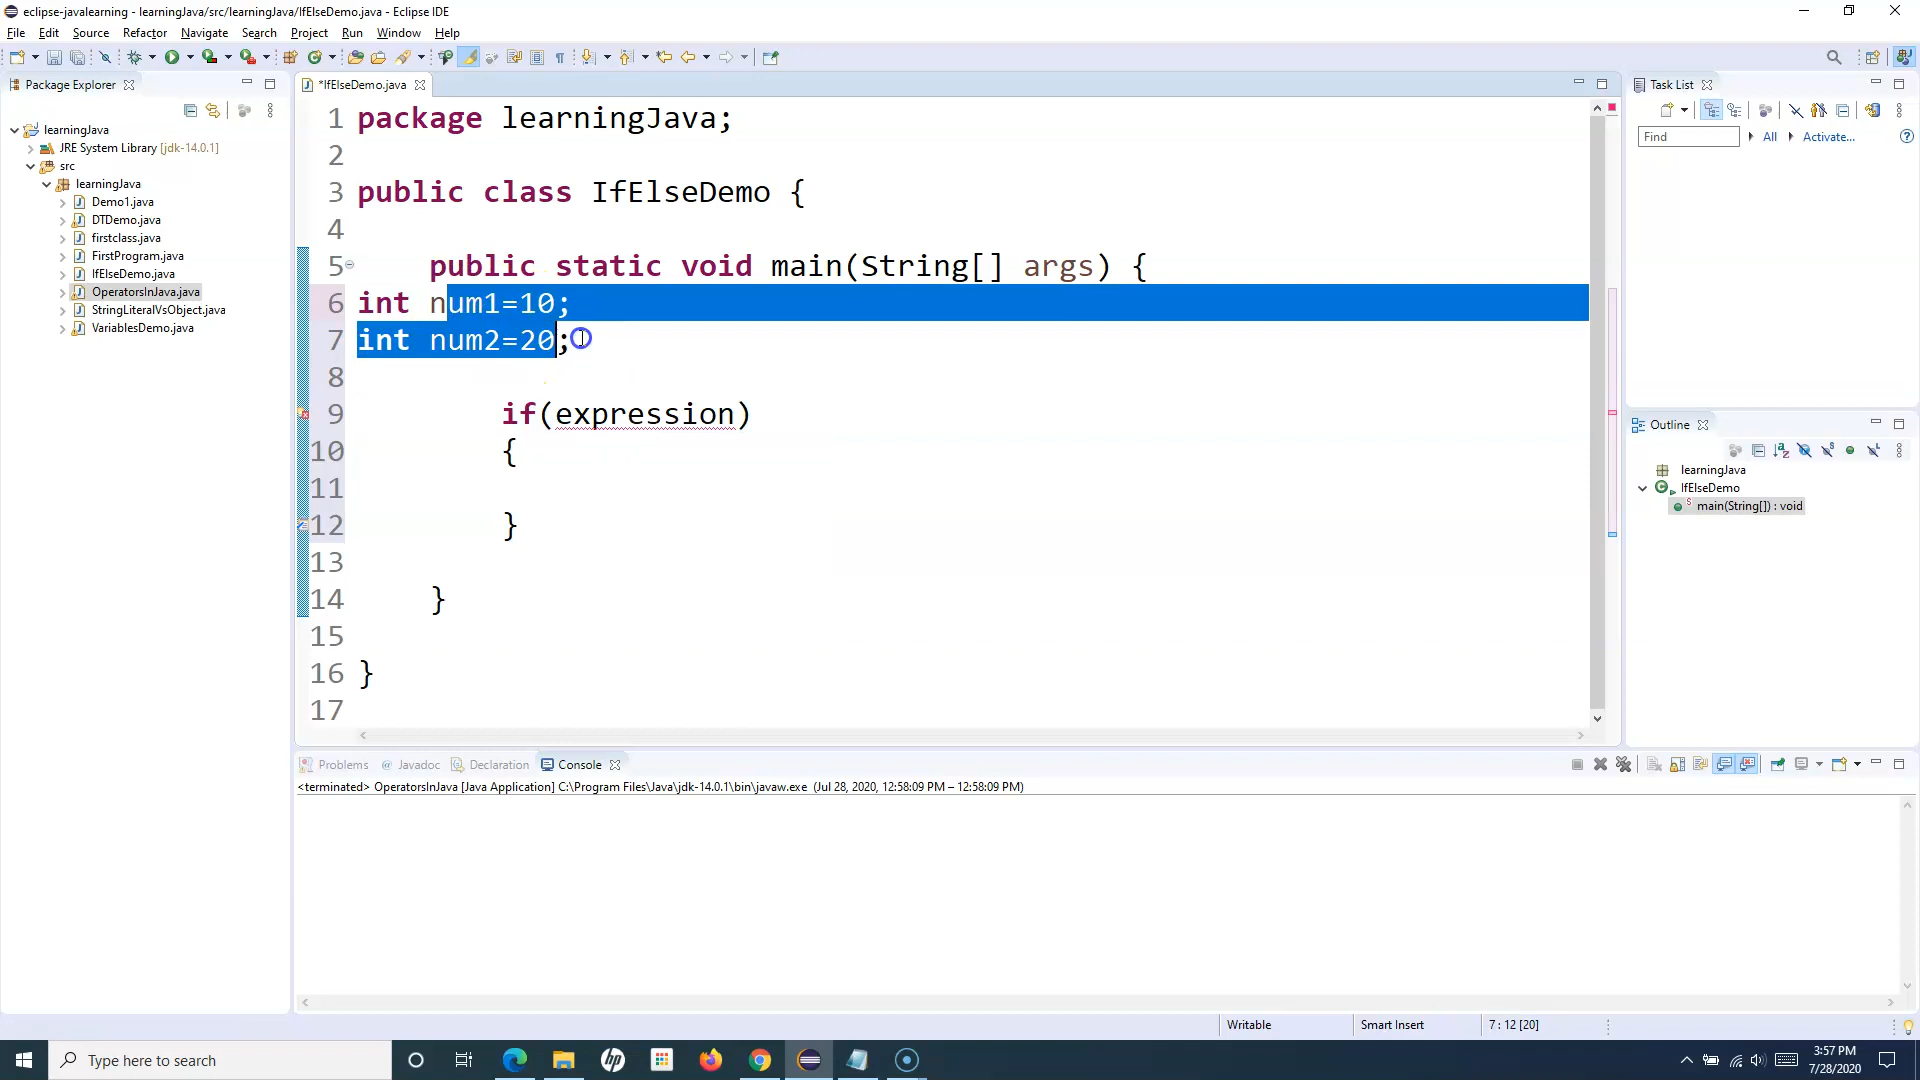 eclipse-javalearning - learningJava/src/learningJava/IfElseDemo.java - Eclipse IDE
File Edit Source Refactor Navigate Search Project Run Window Help
Package Explorer
learningJava
JRE System Library [jdk-14.0.1]
src
learningJava
Demo1.java
DTDemo.java
firstclass.java
FirstProgram.java
IfElseDemo.java
OperatorsInJava.java
StringLiteralVsObject.java
VariablesDemo.java
*IfElseDemo.java
1 package learningJava;
2
3 public class IfElseDemo {
4
5 public static void main(String[] args) {
6 int num1=10;
7 int num2=20;
8
9 if(expression)
10 {
11
12 }
13
14 }
15
16 }
17
Task List
Find All Activate...
Outline
learningJava
IfElseDemo
main(String[]) : void
Problems Javadoc Declaration Console
<terminated> OperatorsInJava [Java Application] C:\Program Files\Java\jdk-14.0.1\bin\javaw.exe (Jul 28, 2020, 12:58:09 PM – 12:58:09 PM)
Writable Smart Insert 7 : 12 [20]
Type here to search
3:57 PM
7/28/2020